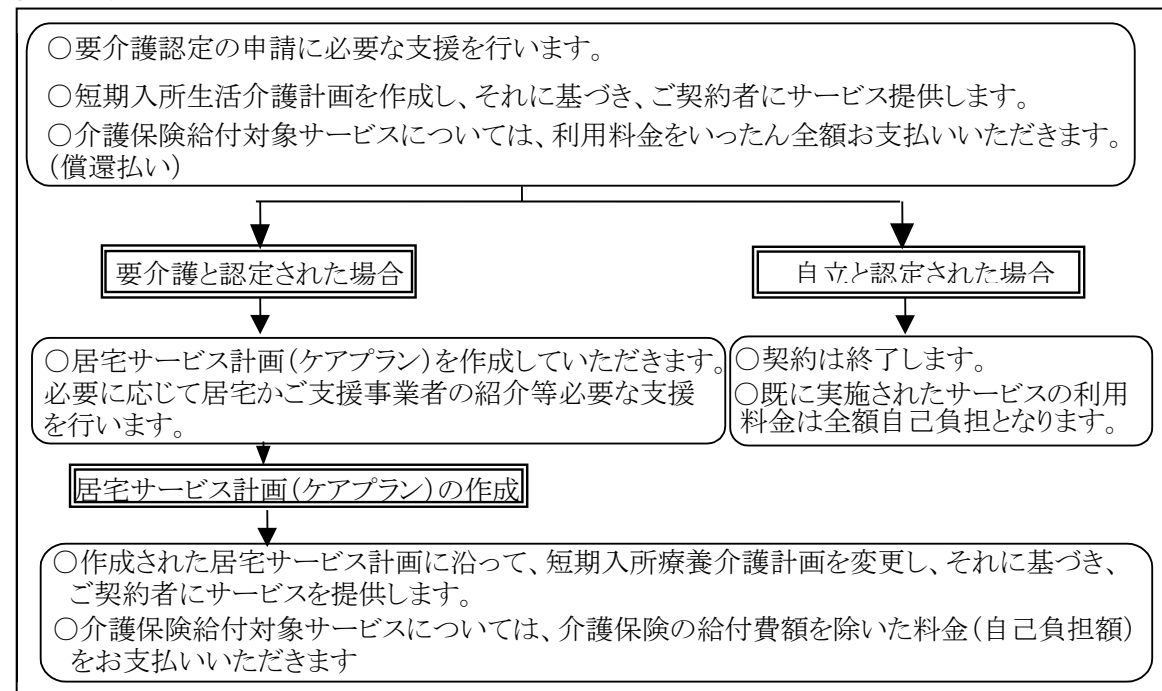 ○要介護認定の申請に必要な支援を行います。
○短期入所生活介護計画を作成し、それに基づき、ご契約者にサービス提供します。
○介護保険給付対象サービスについては、利用料金をいったん全額お支払いいただきます。
(償還払い)
要介護と認定された場合
自立と認定された場合
○居宅サービス計画(ケアプラン)を作成していただきます。
必要に応じて居宅かご支援事業者の紹介等必要な支援
を行います。
○契約は終了します。
○既に実施されたサービスの利用
料金は全額自己負担となります。
居宅サービス計画(ケアプラン)の作成
○作成された居宅サービス計画に沿って、短期入所療養介護計画を変更し、それに基づき、
ご契約者にサービスを提供します。
○介護保険給付対象サービスについては、介護保険の給付費額を除いた料金(自己負担額)
をお支払いいただきます